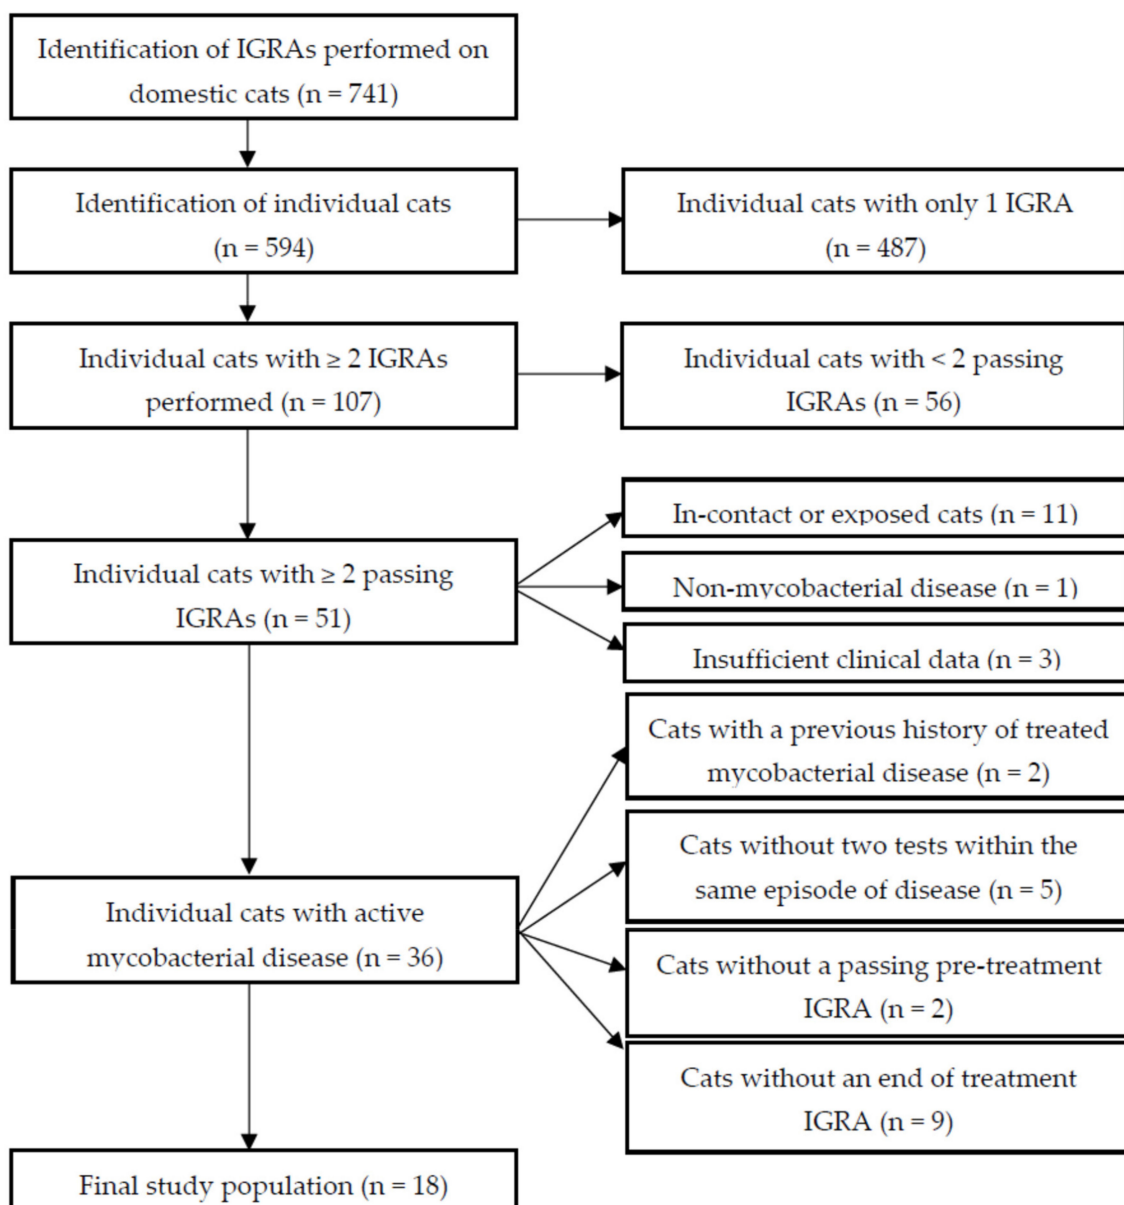 Identification of IGRAs performed on
domestic cats (n = 741)
Identification of individual cats
(n = 594)
Individual cats with only 1 IGRA
(n = 487)
Individual cats with ≥ 2 IGRAs
performed (n = 107)
Individual cats with < 2 passing
IGRAs (n = 56)
Individual cats with ≥ 2 passing
IGRAs (n = 51)
In-contact or exposed cats (n = 11)
Non-mycobacterial disease (n = 1)
Insufficient clinical data (n = 3)
Individual cats with active
mycobacterial disease (n = 36)
Cats with a previous history of treated
mycobacterial disease (n = 2)
Cats without two tests within the
same episode of disease (n = 5)
Cats without a passing pre-treatment
IGRA (n = 2)
Cats without an end of treatment
IGRA (n = 9)
Final study population (n = 18)